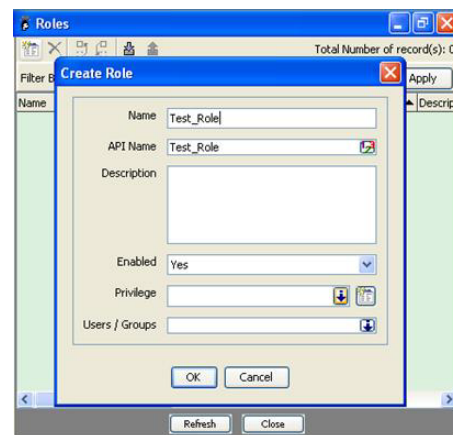 Roles
Total Number of record(s): 0
Filter B
Apply
Name
Descrip
Create Role
Name Test_Role
API Name Test_Role
Description
Enabled Yes
Privilege
Users / Groups
OK Cancel
Refresh Close